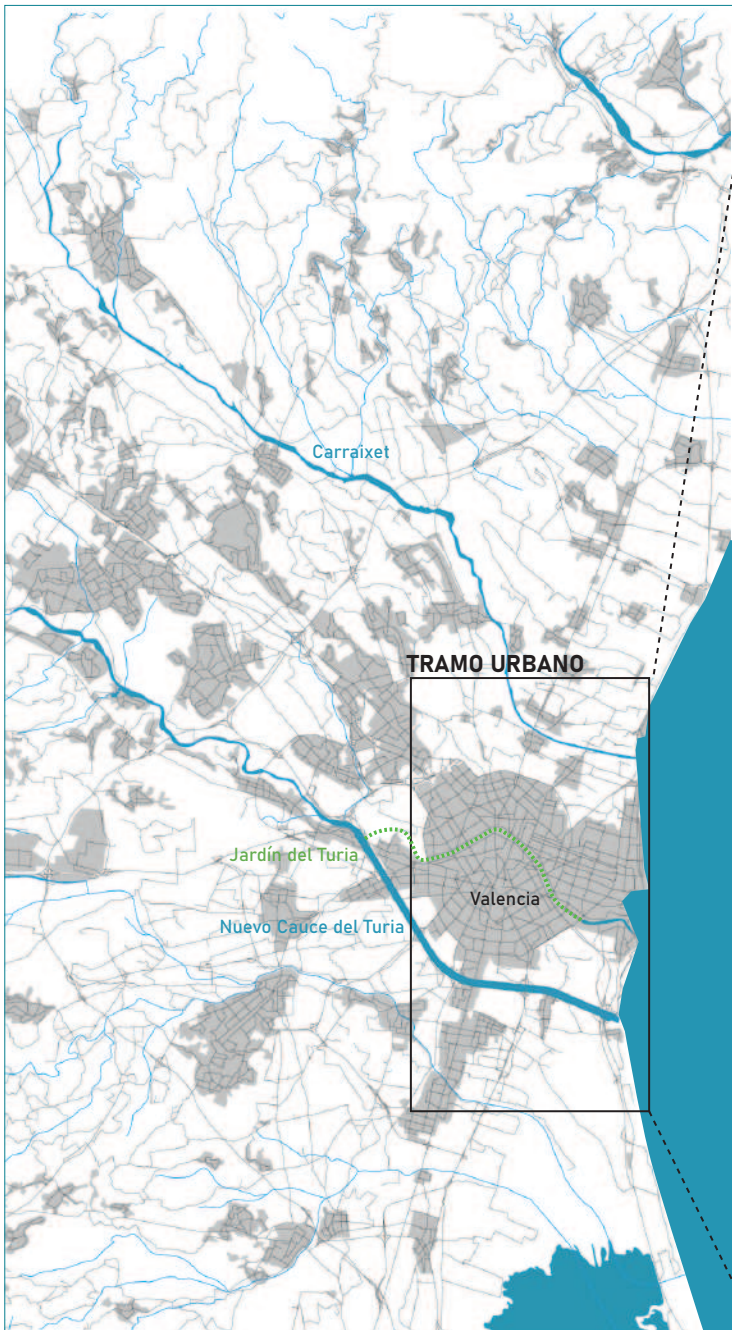 Carraixet
TRAMO URBANO
Jardín del Turia
Valencia
Nuevo Cauce del Turia